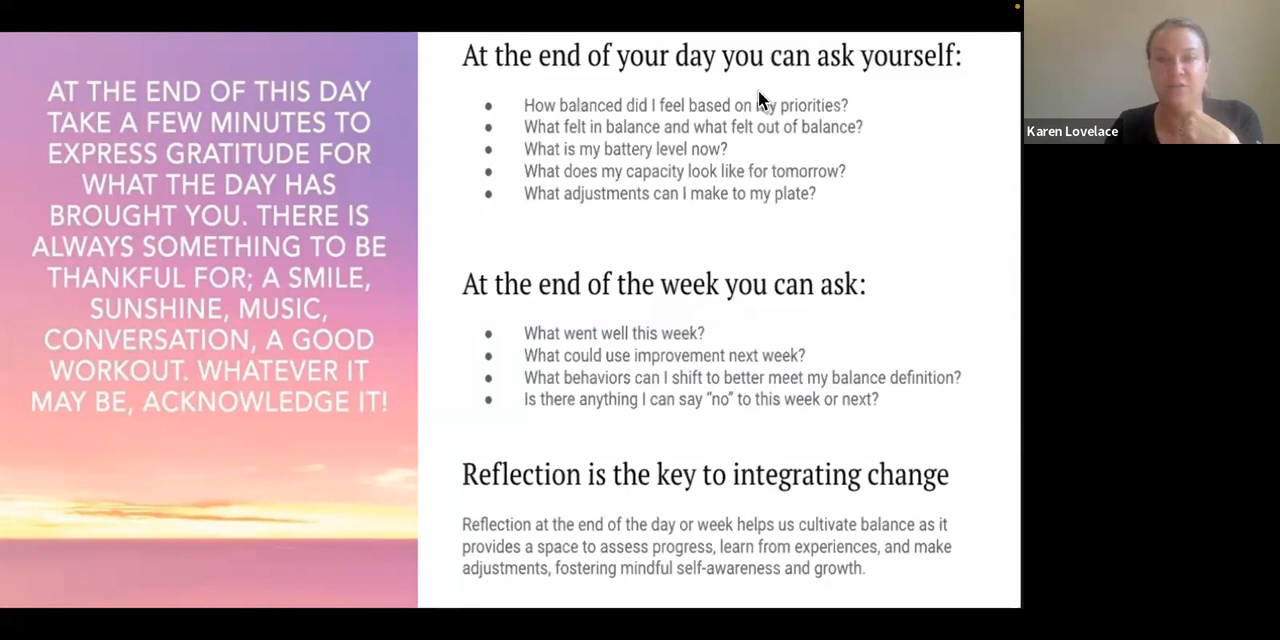 AT THE END OF THIS DAY
TAKE A FEW MINUTES TO
EXPRESS GRATITUDE FOR
WHAT THE DAY HAS
BROUGHT YOU. THERE IS
ALWAYS SOMETHING TO BE
THANKFUL FOR; A SMILE,
SUNSHINE, MUSIC,
CONVERSATION, A GOOD
WORKOUT. WHATEVER IT
MAY BE, ACKNOWLEDGE IT!
At the end of your day you can ask yourself:
● How balanced did I feel based on my priorities?
● What felt in balance and what felt out of balance?
● What is my battery level now?
● What does my capacity look like for tomorrow?
● What adjustments can I make to my plate?
At the end of the week you can ask:
● What went well this week?
● What could use improvement next week?
● What behaviors can I shift to better meet my balance definition?
● Is there anything I can say “no” to this week or next?
Reflection is the key to integrating change
Reflection at the end of the day or week helps us cultivate balance as it
provides a space to assess progress, learn from experiences, and make
adjustments, fostering mindful self-awareness and growth.
Karen Lovelace